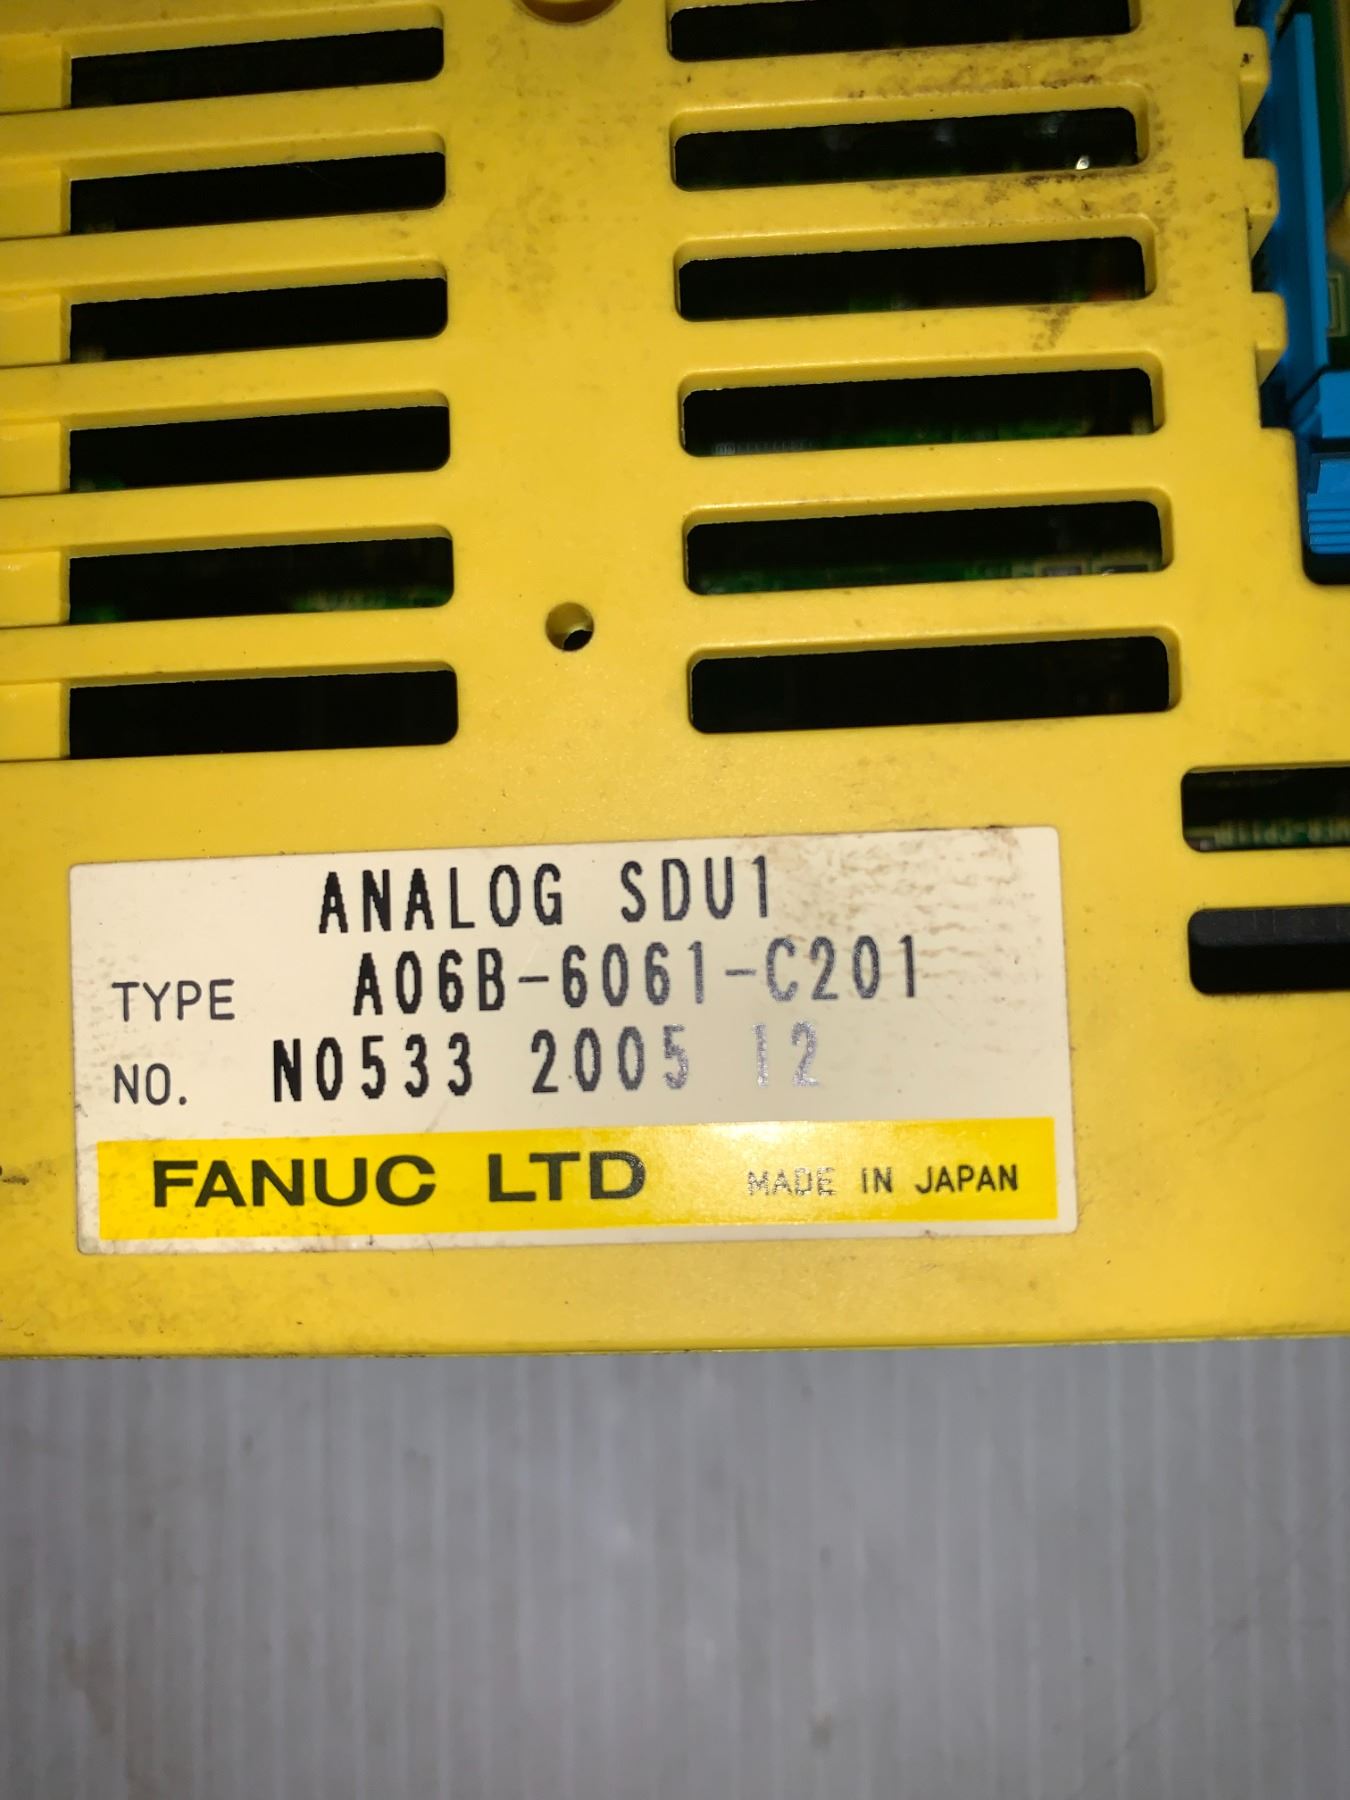 ANALOG SDU1
TYPE A06B-6061-C201
NO. N0533 2005 12
FANUC LTD MADE IN JAPAN